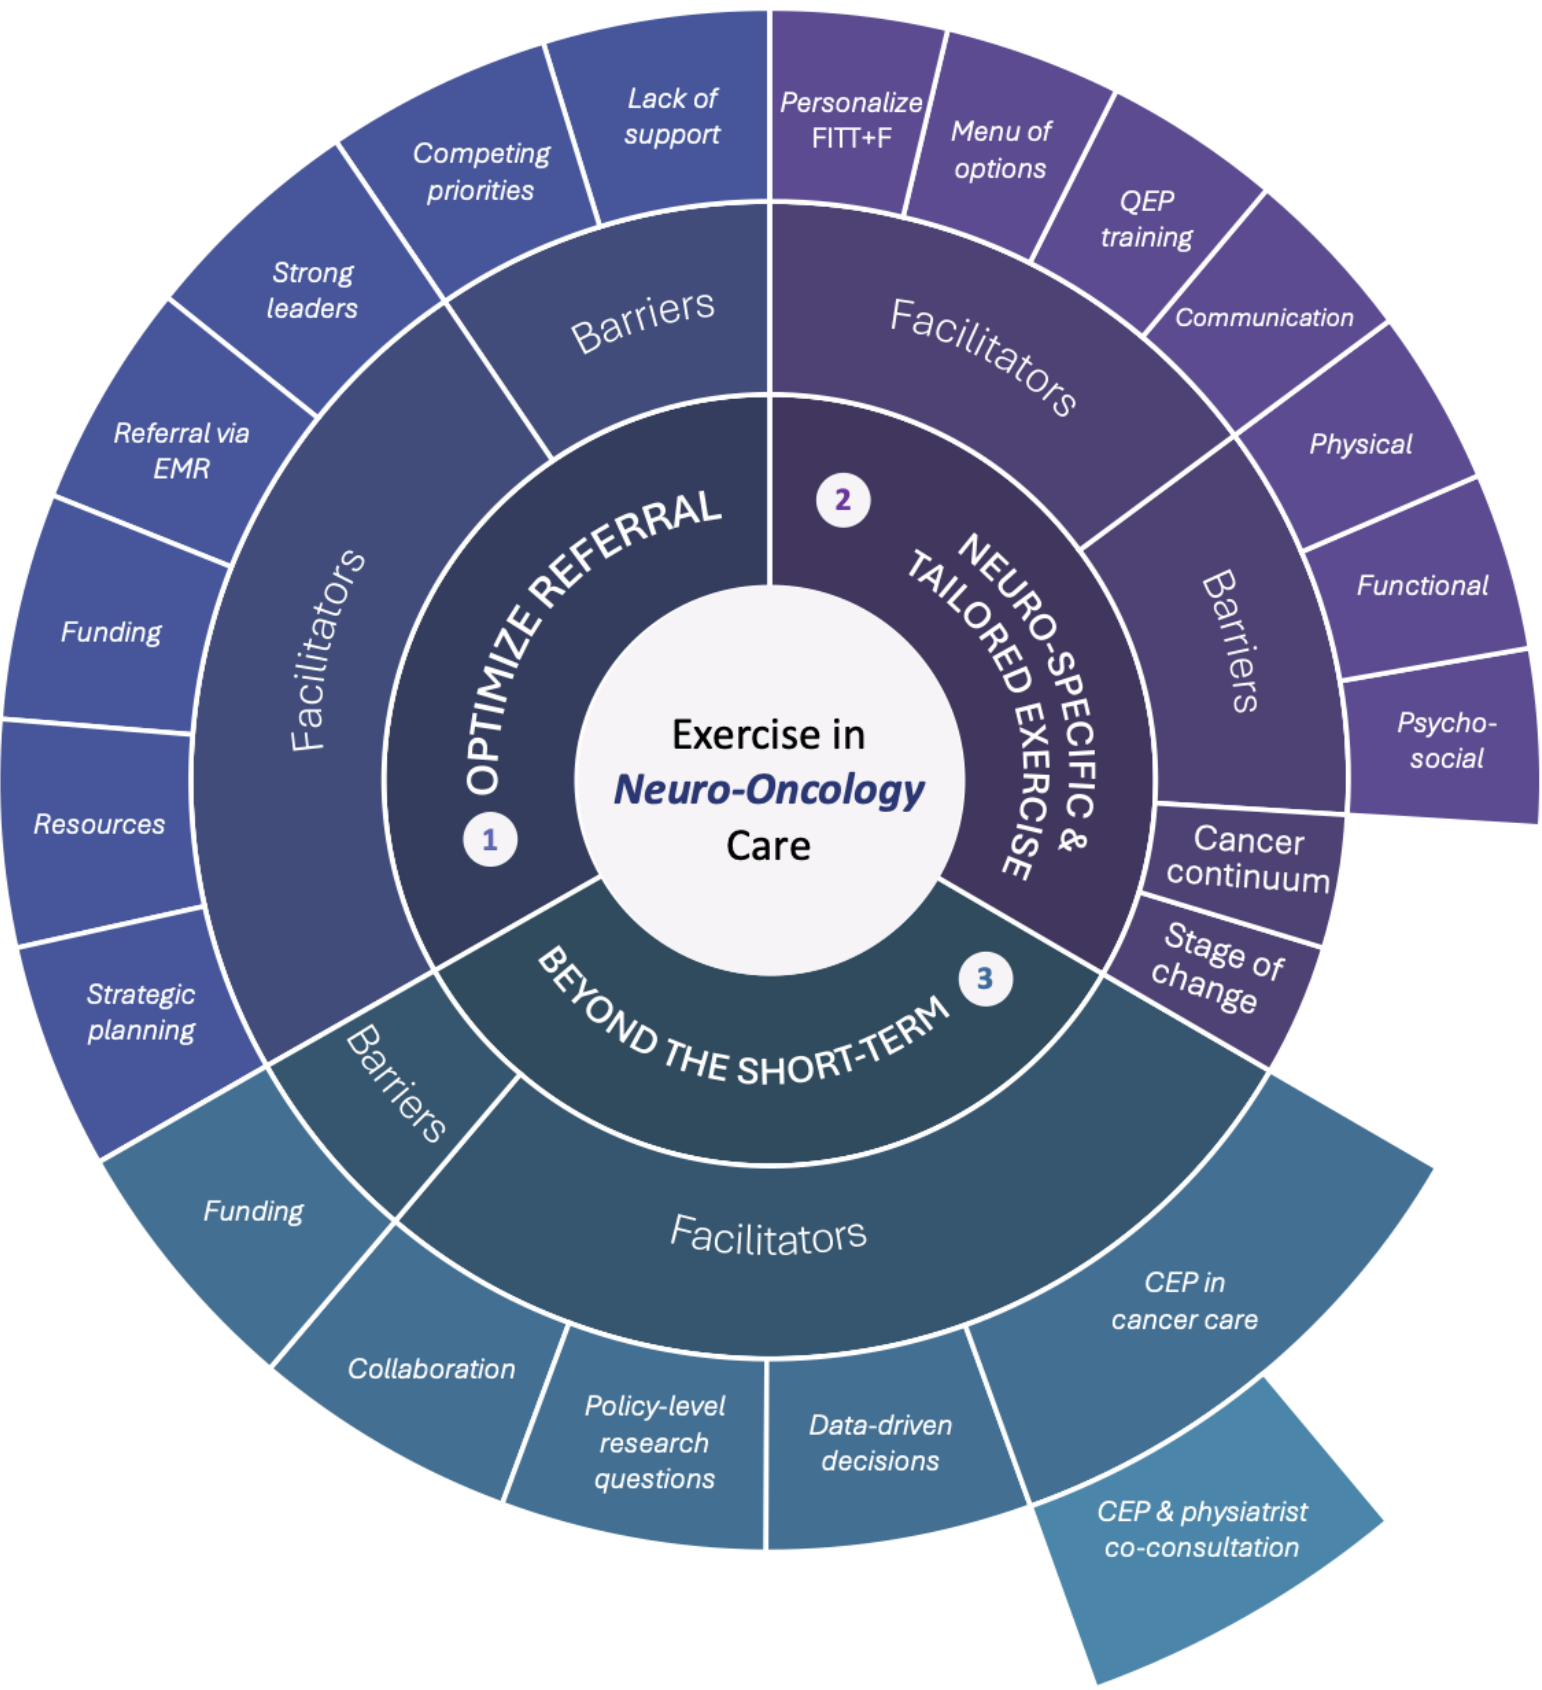 Exercise in
Neuro-Oncology
Care
1
OPTIMIZE REFERRAL
Barriers
Lack of
support
Competing
priorities
Facilitators
Strong
leaders
Referral via
EMR
Funding
Resources
Strategic
planning
2
NEURO-SPECIFIC &
TAILORED EXERCISE
Facilitators
Personalize
FITT+F
Menu of
options
QEP
training
Communication
Barriers
Physical
Functional
Psycho-
social
Cancer
continuum
Stage of
change
3
BEYOND THE SHORT-TERM
Barriers
Funding
Facilitators
Collaboration
Policy-level
research
questions
Data-driven
decisions
CEP in
cancer care
CEP & physiatrist
co-consultation